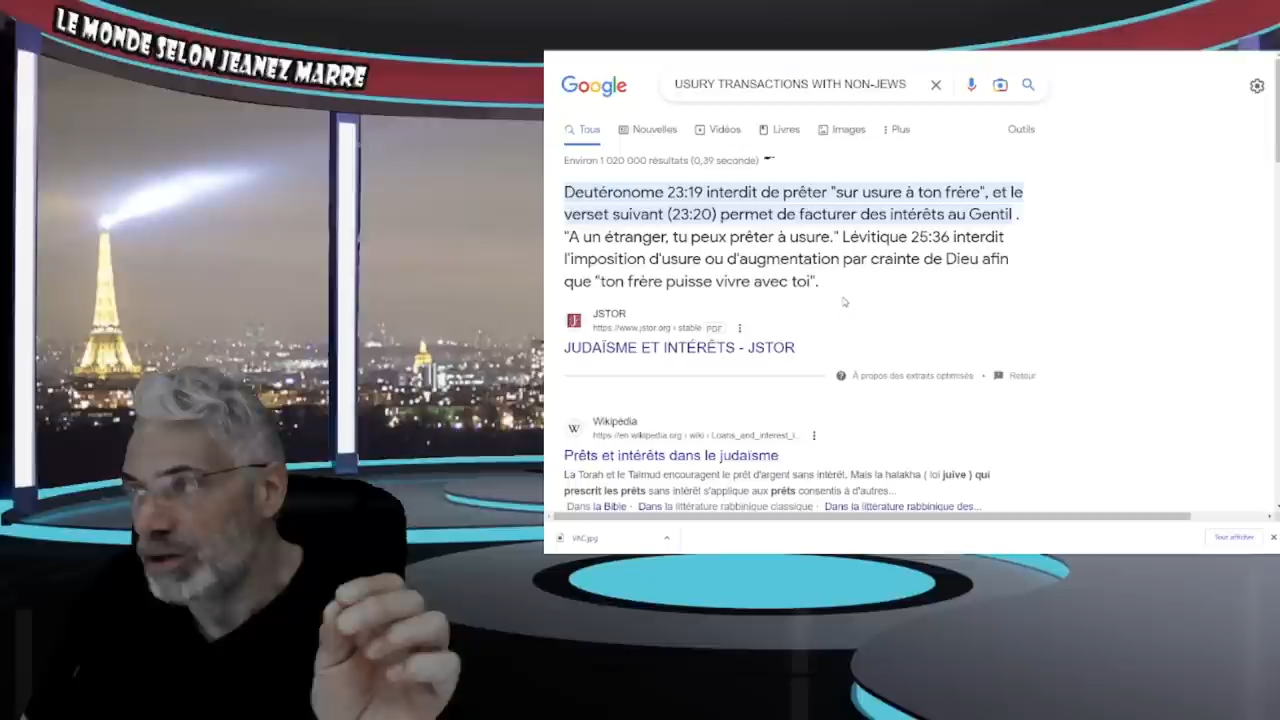 LE MONDE SELON JEANEZ MARRE
Google
USURY TRANSACTIONS WITH NON-JEWS
Tous Nouvelles Vidéos Livres Images Plus Outils
Environ 1 020 000 résultats (0,39 seconde)
Deutéronome 23:19 interdit de prêter "sur usure à ton frère", et le
verset suivant (23:20) permet de facturer des intérêts au Gentil .
"A un étranger, tu peux prêter à usure." Lévitique 25:36 interdit
l'imposition d'usure ou d'augmentation par crainte de Dieu afin
que "ton frère puisse vivre avec toi".
JSTOR
https://www.jstor.org › stable PDF
JUDAÏSME ET INTÉRÊTS - JSTOR
À propos des extraits optimisés • Retour
W
Wikipédia
https://en.wikipedia.org › wiki › Loans_and_interest_i...
Prêts et intérêts dans le judaïsme
La Torah et le Talmud encouragent le prêt d'argent sans intérêt. Mais la halakha ( loi juive ) qui
prescrit les prêts sans intérêt s'applique aux prêts consentis à d'autres...
Dans la Bible · Dans la littérature rabbinique classique · Dans la littérature rabbinique des...
VAC.jpg
Tout afficher